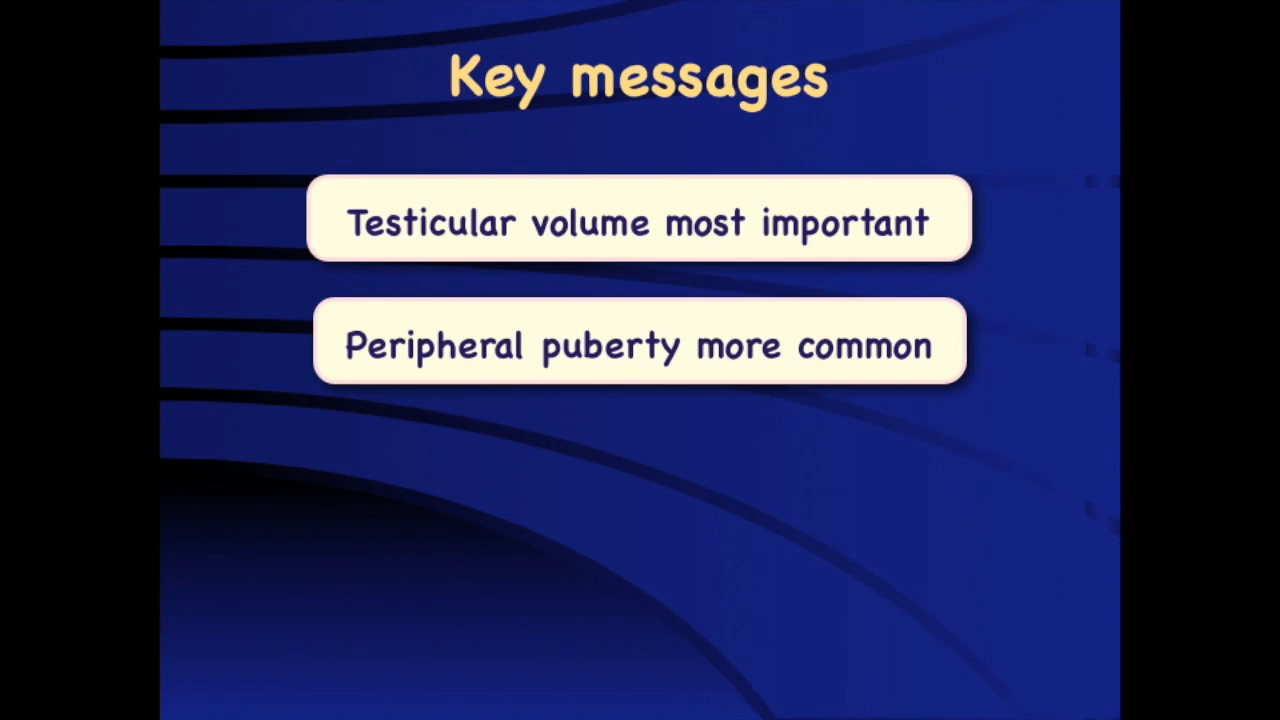 Key messages
Testicular volume most important
Peripheral puberty more common